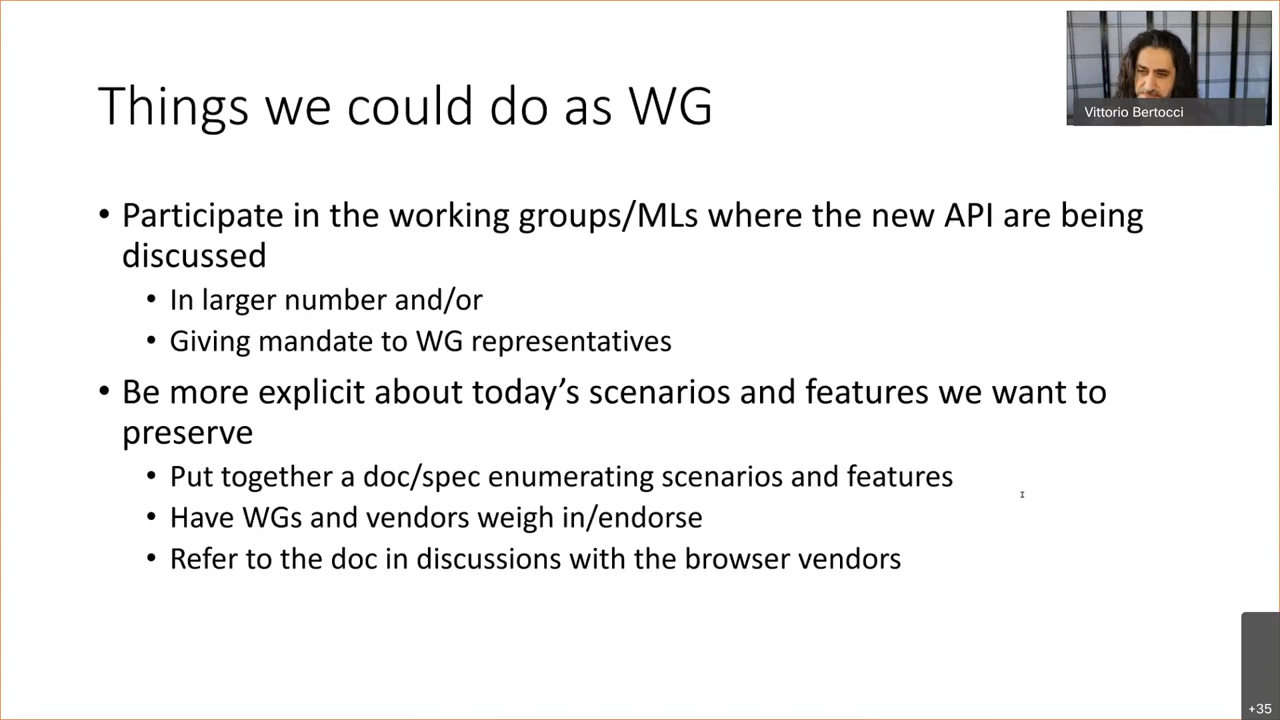 Things we could do as WG
Vittorio Bertocci
• Participate in the working groups/MLs where the new API are being
discussed
• In larger number and/or
• Giving mandate to WG representatives
• Be more explicit about today’s scenarios and features we want to
preserve
• Put together a doc/spec enumerating scenarios and features
• Have WGs and vendors weigh in/endorse
• Refer to the doc in discussions with the browser vendors
+35